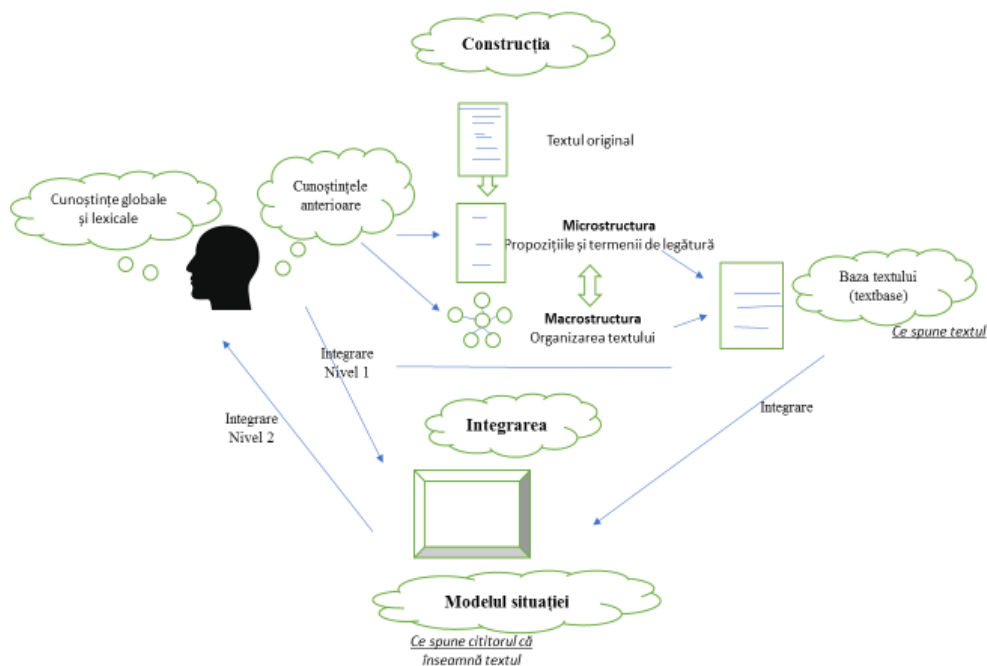 Construcția
Textul original
Cunoștințe globale
și lexicale
Cunoștințele
anterioare
Microstructura
Propozițiile și termenii de legătură
Macrostructura
Organizarea textului
Baza textului
(textbase)
Ce spune textul
Integrare
Nivel 1
Integrare
Nivel 2
Integrare
Integrarea
Modelul situației
Ce spune cititorul că
înseamnă textul